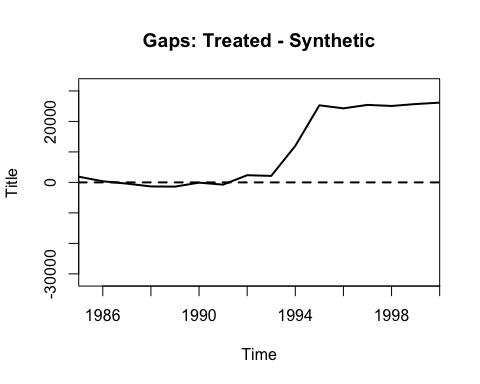 Gaps: Treated - Synthetic
Title
20000
0
-30000
1986 1990 1994 1998
Time